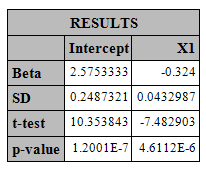 RESULTS
Intercept X1
Beta 2.5753333 -0.324
SD 0.2487321 0.0432987
t-test 10.353843 -7.482903
p-value 1.2001E-7 4.6112E-6